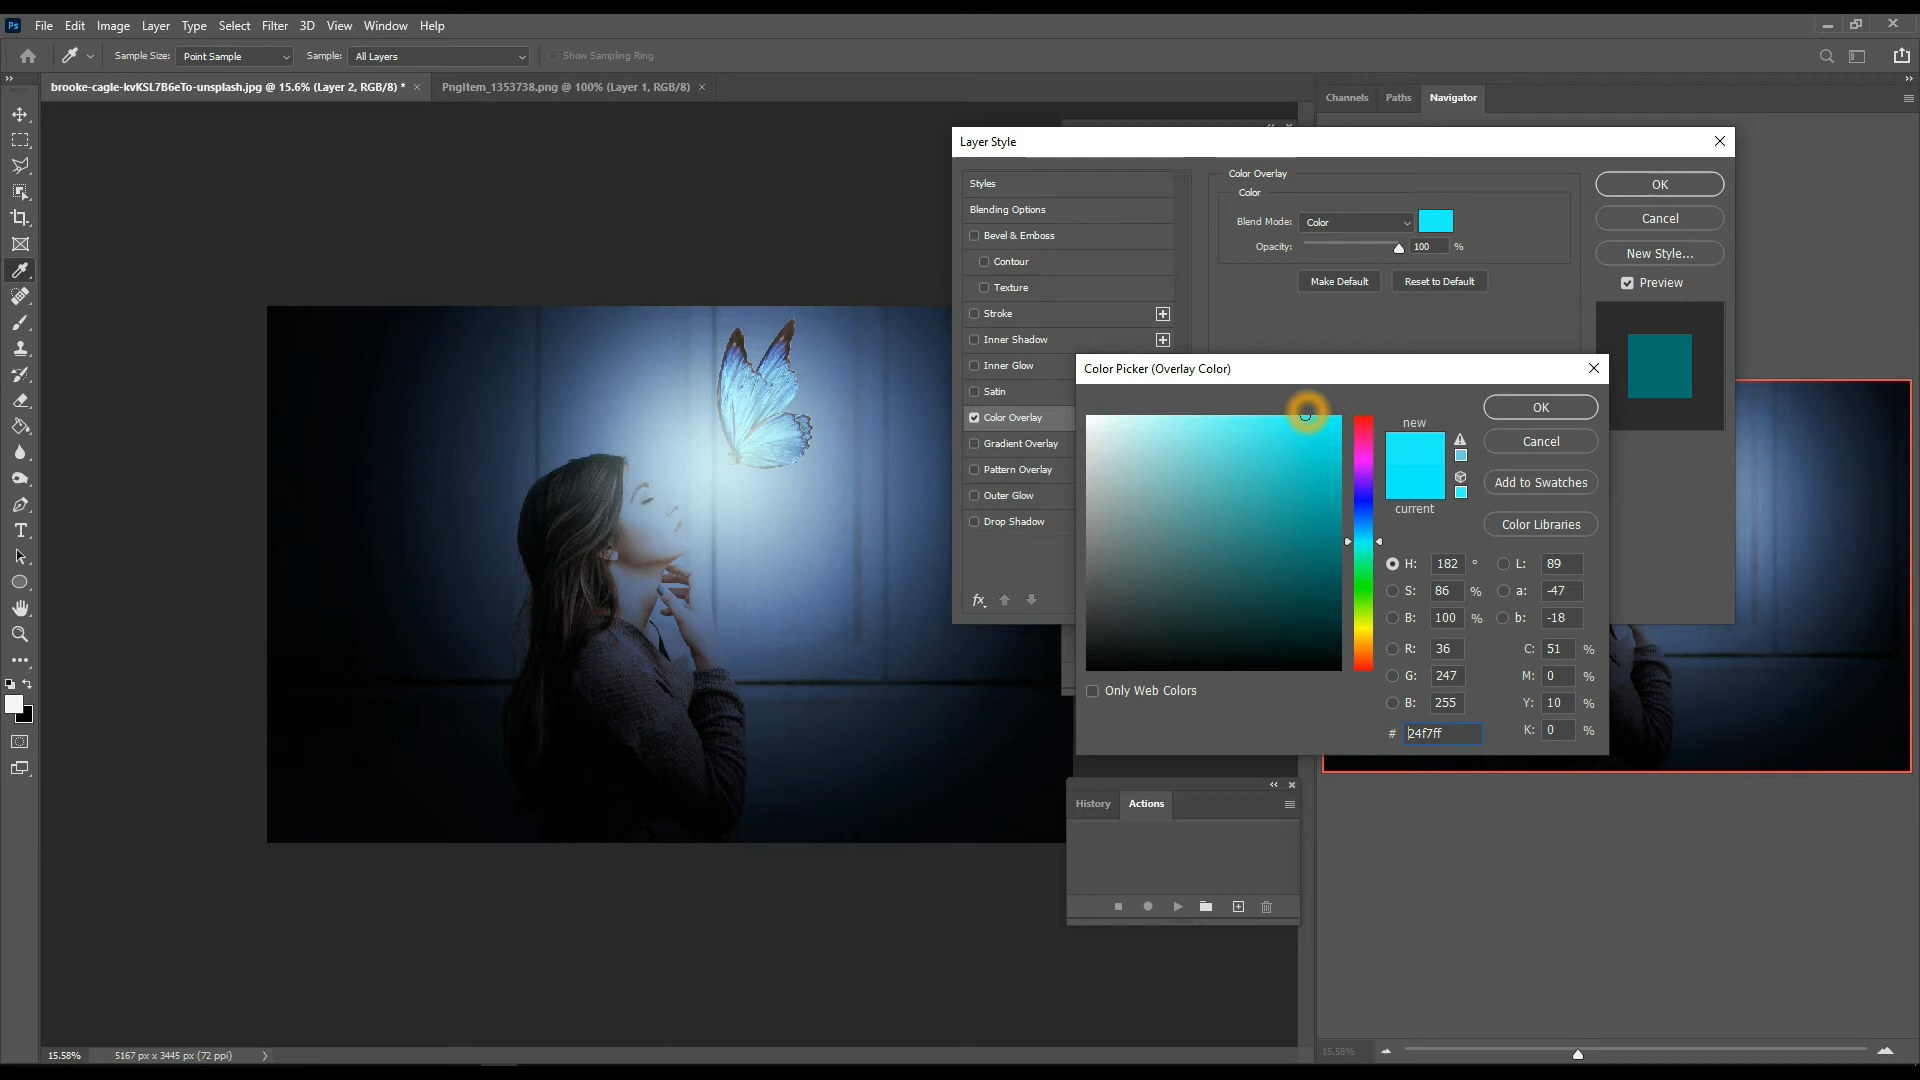 Ps File Edit Image Layer Type Select Filter 3D View Window Help
Sample Size: Point Sample Sample: All Layers Show Sampling Ring
brooke-cagle-kvKSL7B6eTo-unsplash.jpg @ 15.6% (Layer 2, RGB/8) * × PngItem_1353738.png @ 100% (Layer 1, RGB/8) ×
Channels Paths Navigator
Layer Style
Styles
Blending Options
Bevel & Emboss
Contour
Texture
Stroke
Inner Shadow
Inner Glow
Satin
Color Overlay
Gradient Overlay
Pattern Overlay
Outer Glow
Drop Shadow
fx
Color Overlay
Color
Blend Mode: Color
Opacity: 100 %
Make Default Reset to Default
OK
Cancel
New Style...
Preview
Color Picker (Overlay Color)
new
current
OK
Cancel
Add to Swatches
Color Libraries
H: 182 ° L: 89
S: 86 % a: -47
B: 100 % b: -18
R: 36 C: 51 %
G: 247 M: 0 %
B: 255 Y: 10 %
# 24f7ff K: 0 %
Only Web Colors
History Actions
15.58% 5167 px x 3445 px (72 ppi)
15.58%